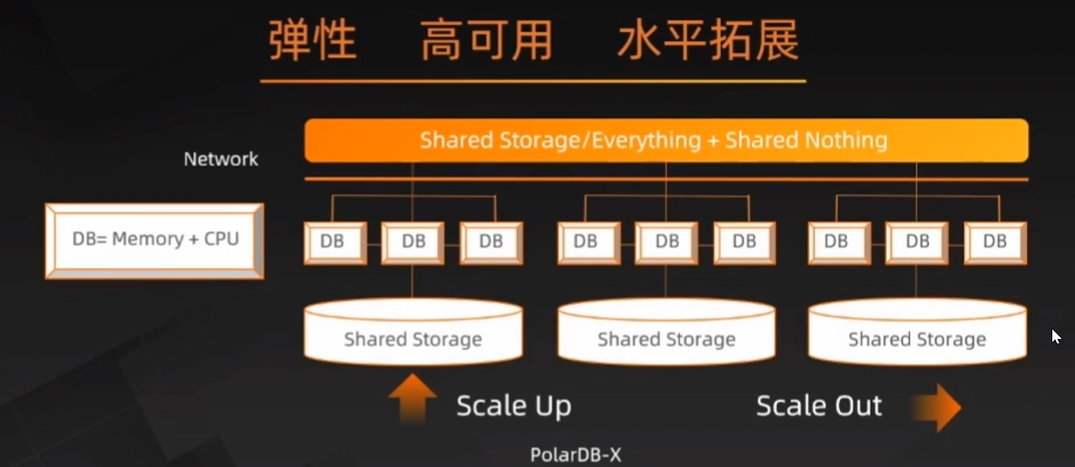 弹性 高可用 水平拓展
Shared Storage/Everything + Shared Nothing
Network
DB= Memory + CPU
DB DB DB DB DB DB DB DB DB
Shared Storage Shared Storage Shared Storage
Scale Up Scale Out
PolarDB-X